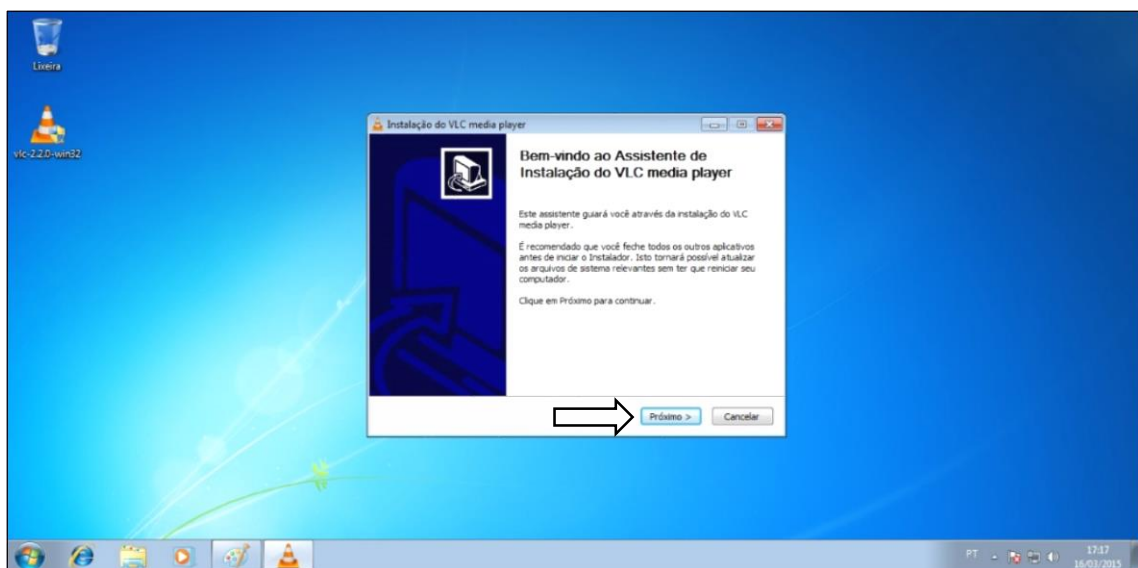 Lixeira
vlc-2.2.0-win32
Instalação do VLC media player
Bem-vindo ao Assistente de
Instalação do VLC media player
Este assistente guiará você através da instalação do VLC
media player.
É recomendado que você feche todos os outros aplicativos
antes de iniciar o Instalador. Isto tornará possível atualizar
os arquivos de sistema relevantes sem ter que reiniciar seu
computador.
Clique em Próximo para continuar.
Próximo >
Cancelar
PT
17:17
16/03/2015